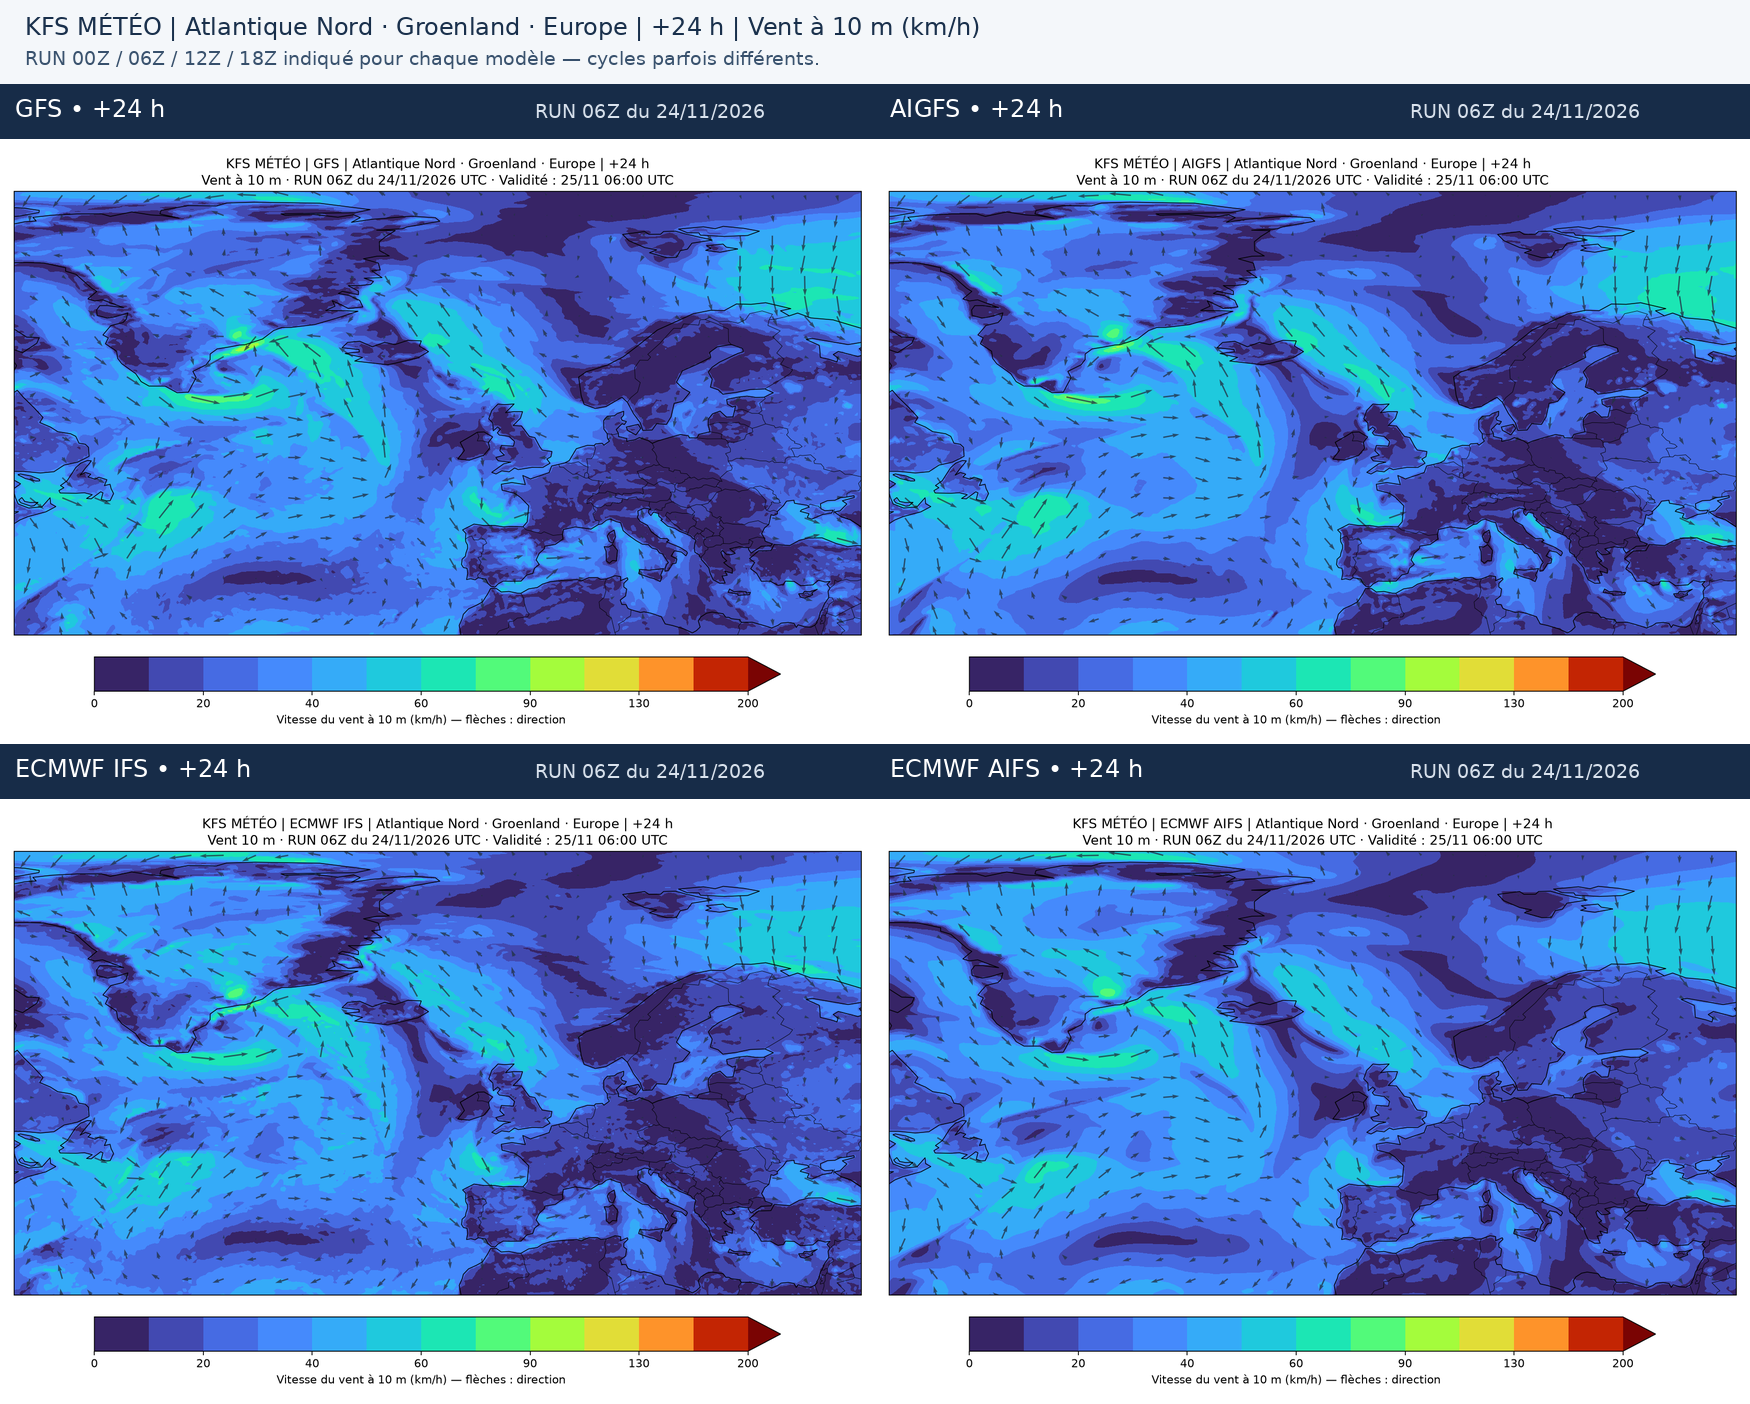 KFS MÉTÉO | Atlantique Nord · Groenland · Europe | +24 h | Vent à 10 m (km/h)
RUN 00Z / 06Z / 12Z / 18Z indiqué pour chaque modèle — cycles parfois différents.
GFS • +24 h
RUN 06Z du 24/11/2026
KFS MÉTÉO | GFS | Atlantique Nord · Groenland · Europe | +24 h
Vent à 10 m · RUN 06Z du 24/11/2026 UTC · Validité : 25/11 06:00 UTC
0 20 40 60 90 130 200
Vitesse du vent à 10 m (km/h) — flèches : direction
AIGFS • +24 h
RUN 06Z du 24/11/2026
KFS MÉTÉO | AIGFS | Atlantique Nord · Groenland · Europe | +24 h
Vent à 10 m · RUN 06Z du 24/11/2026 UTC · Validité : 25/11 06:00 UTC
0 20 40 60 90 130 200
Vitesse du vent à 10 m (km/h) — flèches : direction
ECMWF IFS • +24 h
RUN 06Z du 24/11/2026
KFS MÉTÉO | ECMWF IFS | Atlantique Nord · Groenland · Europe | +24 h
Vent 10 m · RUN 06Z du 24/11/2026 UTC · Validité : 25/11 06:00 UTC
0 20 40 60 90 130 200
Vitesse du vent à 10 m (km/h) — flèches : direction
ECMWF AIFS • +24 h
RUN 06Z du 24/11/2026
KFS MÉTÉO | ECMWF AIFS | Atlantique Nord · Groenland · Europe | +24 h
Vent 10 m · RUN 06Z du 24/11/2026 UTC · Validité : 25/11 06:00 UTC
0 20 40 60 90 130 200
Vitesse du vent à 10 m (km/h) — flèches : direction